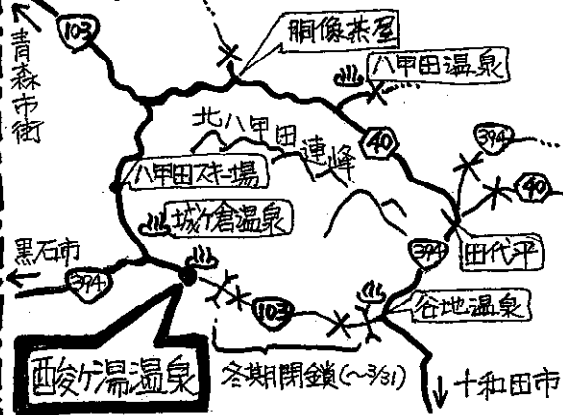 103
青森市街
銅像茶屋
八甲田温泉
北八甲田連峰
40
394
40
八甲田スキー場
城ヶ倉温泉
黒石市
394
394
田代平
谷地温泉
103
酸ヶ湯温泉
冬期閉鎖(~3/31)
十和田市